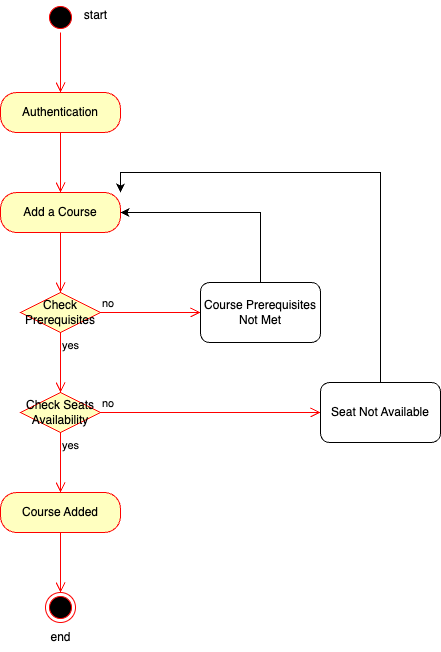 start
Authentication
Add a Course
Check
Prerequisites
no
Course Prerequisites
Not Met
yes
Check Seats
Availability
no
Seat Not Available
yes
Course Added
end